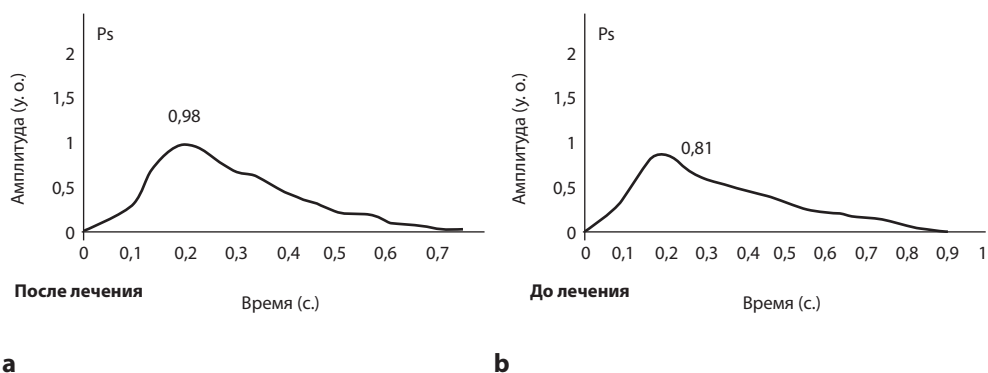 Ps
Амплитуда (у. о.)
2
1,5
1
0,5
0
0,98
0 0,1 0,2 0,3 0,4 0,5 0,6 0,7
После лечения
Время (с.)
a
Ps
Амплитуда (у. о.)
2
1,5
1
0,5
0
0,81
0 0,1 0,2 0,3 0,4 0,5 0,6 0,7 0,8 0,9 1
До лечения
Время (с.)
b